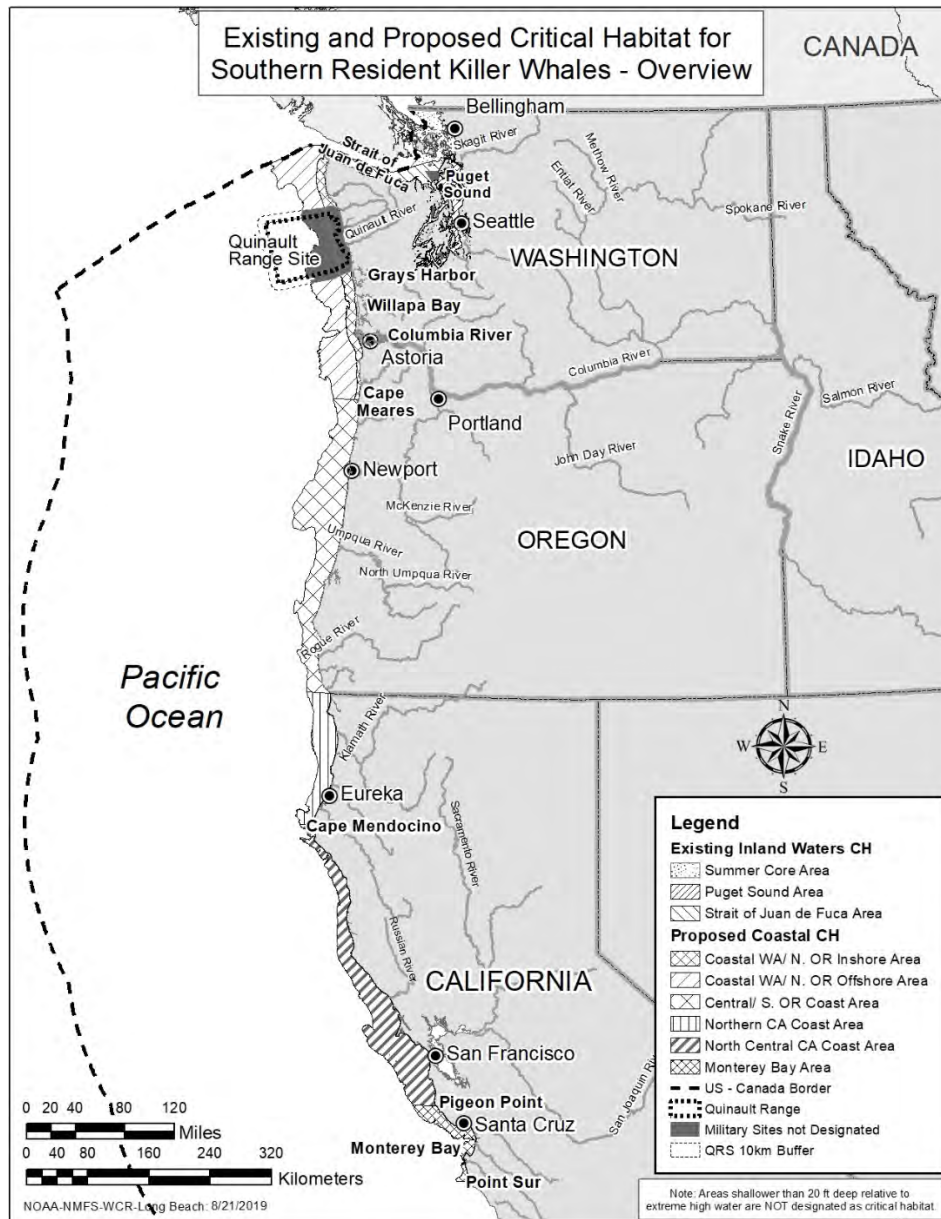 Existing and Proposed Critical Habitat for
Southern Resident Killer Whales - Overview
CANADA
Bellingham
Skagit River
Strait of
Juan de Fuca
Puget
Sound
Methow River
Entiat River
Spokane River
Seattle
Quinault River
Quinault
Range Site
WASHINGTON
Grays Harbor
Willapa Bay
Columbia River
Astoria
Columbia River
Cape
Meares
Portland
Salmon River
Snake River
John Day River
IDAHO
Newport
McKenzie River
OREGON
Umpqua River
North Umpqua River
Rogue River
Pacific
Ocean
Klamath River
N
W E
S
Eureka
Cape Mendocino
Sacramento River
Russian River
CALIFORNIA
San Francisco
San Joaquin Riv
Pigeon Point
Santa Cruz
Monterey Bay
Point Sur
Legend
Existing Inland Waters CH
Summer Core Area
Puget Sound Area
Strait of Juan de Fuca Area
Proposed Coastal CH
Coastal WA/ N. OR Inshore Area
Coastal WA/ N. OR Offshore Area
Central/ S. OR Coast Area
Northern CA Coast Area
North Central CA Coast Area
Monterey Bay Area
US - Canada Border
Quinault Range
Military Sites not Designated
QRS 10km Buffer
0 20 40 80 120
Miles
0 40 80 160 240 320
Kilometers
NOAA-NMFS-WCR-Long Beach: 8/21/2019
Note: Areas shallower than 20 ft deep relative to
extreme high water are NOT designated as critical habitat.